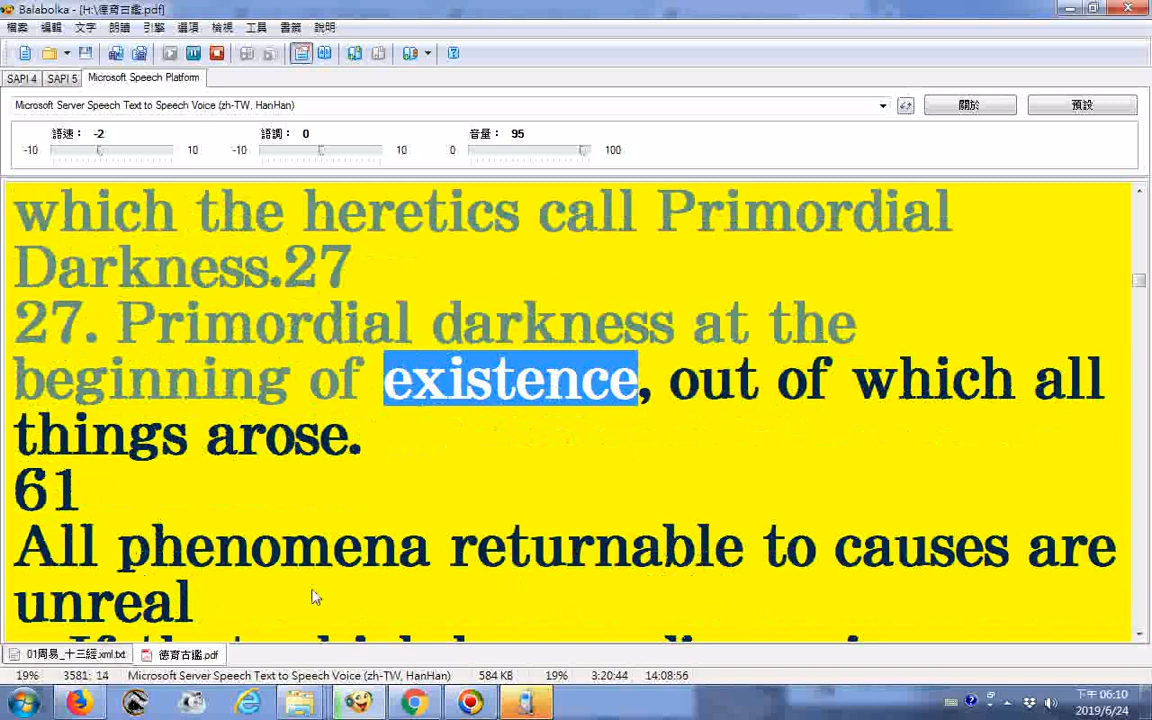 Balabolka - [H:\德育古鑑.pdf]
檔案 編輯 文字 朗讀 引擎 選項 檢視 工具 書籤 說明
SAPI 4 SAPI 5 Microsoft Speech Platform
Microsoft Server Speech Text to Speech Voice (zh-TW, HanHan) 關於 預設
語速： -2 語調： 0 音量： 95
-10 10 -10 10 0 100
which the heretics call Primordial
Darkness.27
27. Primordial darkness at the
beginning of existence, out of which all
things arose.
61
All phenomena returnable to causes are
unreal
01周易_十三經.xml.txt 德育古鑑.pdf
19% 3581: 14 Microsoft Server Speech Text to Speech Voice (zh-TW, HanHan) 584 KB 19% 3:20:44 14:08:56
下午 06:10
2019/6/24